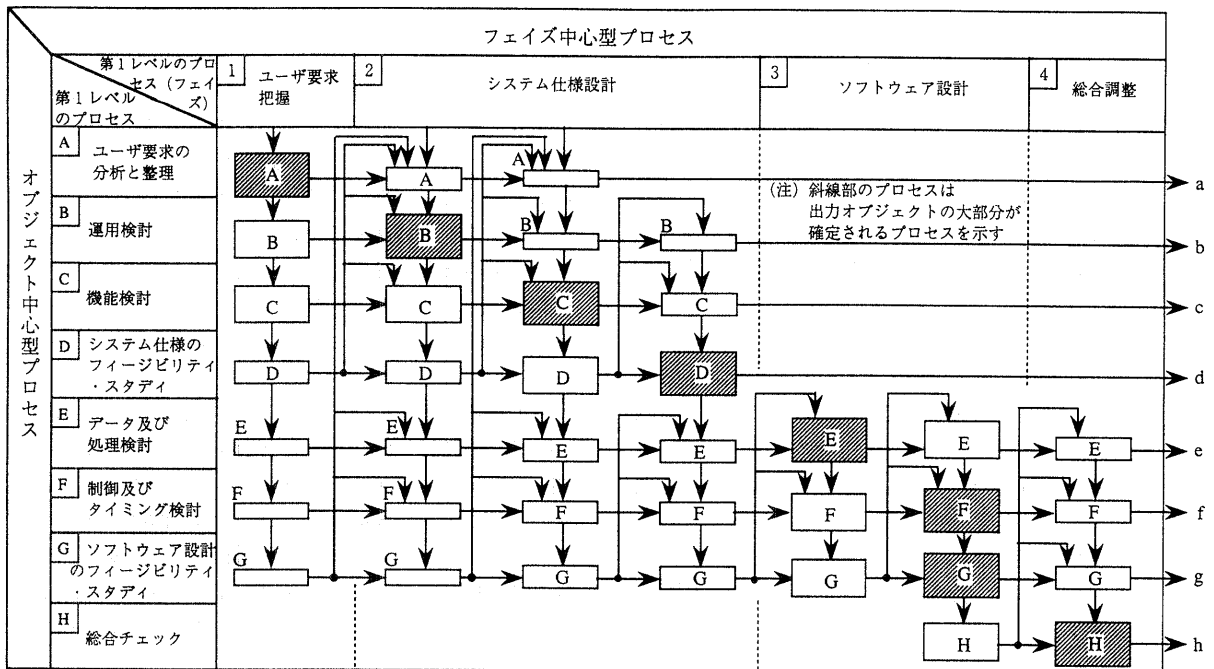 フェイズ中心型プロセス
第1レベルのプロ
セス(フェイ
ズ)
第1レベル
のプロセス
1 ユーザ要求
把握
2 システム仕様設計
3 ソフトウェア設計
4 総合調整
オブジェクト中心型プロセス
A ユーザ要求の
分析と整理
A
A
A
a
(注) 斜線部のプロセスは
出力オブジェクトの大部分が
確定されるプロセスを示す
B 運用検討
B
B
B
B
b
C 機能検討
C
C
C
C
c
D システム仕様の
フィージビリティ
・スタディ
D
D
D
D
d
E データ及び
処理検討
E
E
E
E
E
E
E
e
F 制御及び
タイミング検討
F
F
F
F
F
F
F
f
G ソフトウェア設計
のフィージビリティ
・スタディ
G
G
G
G
G
G
G
g
H 総合チェック
H
H
h